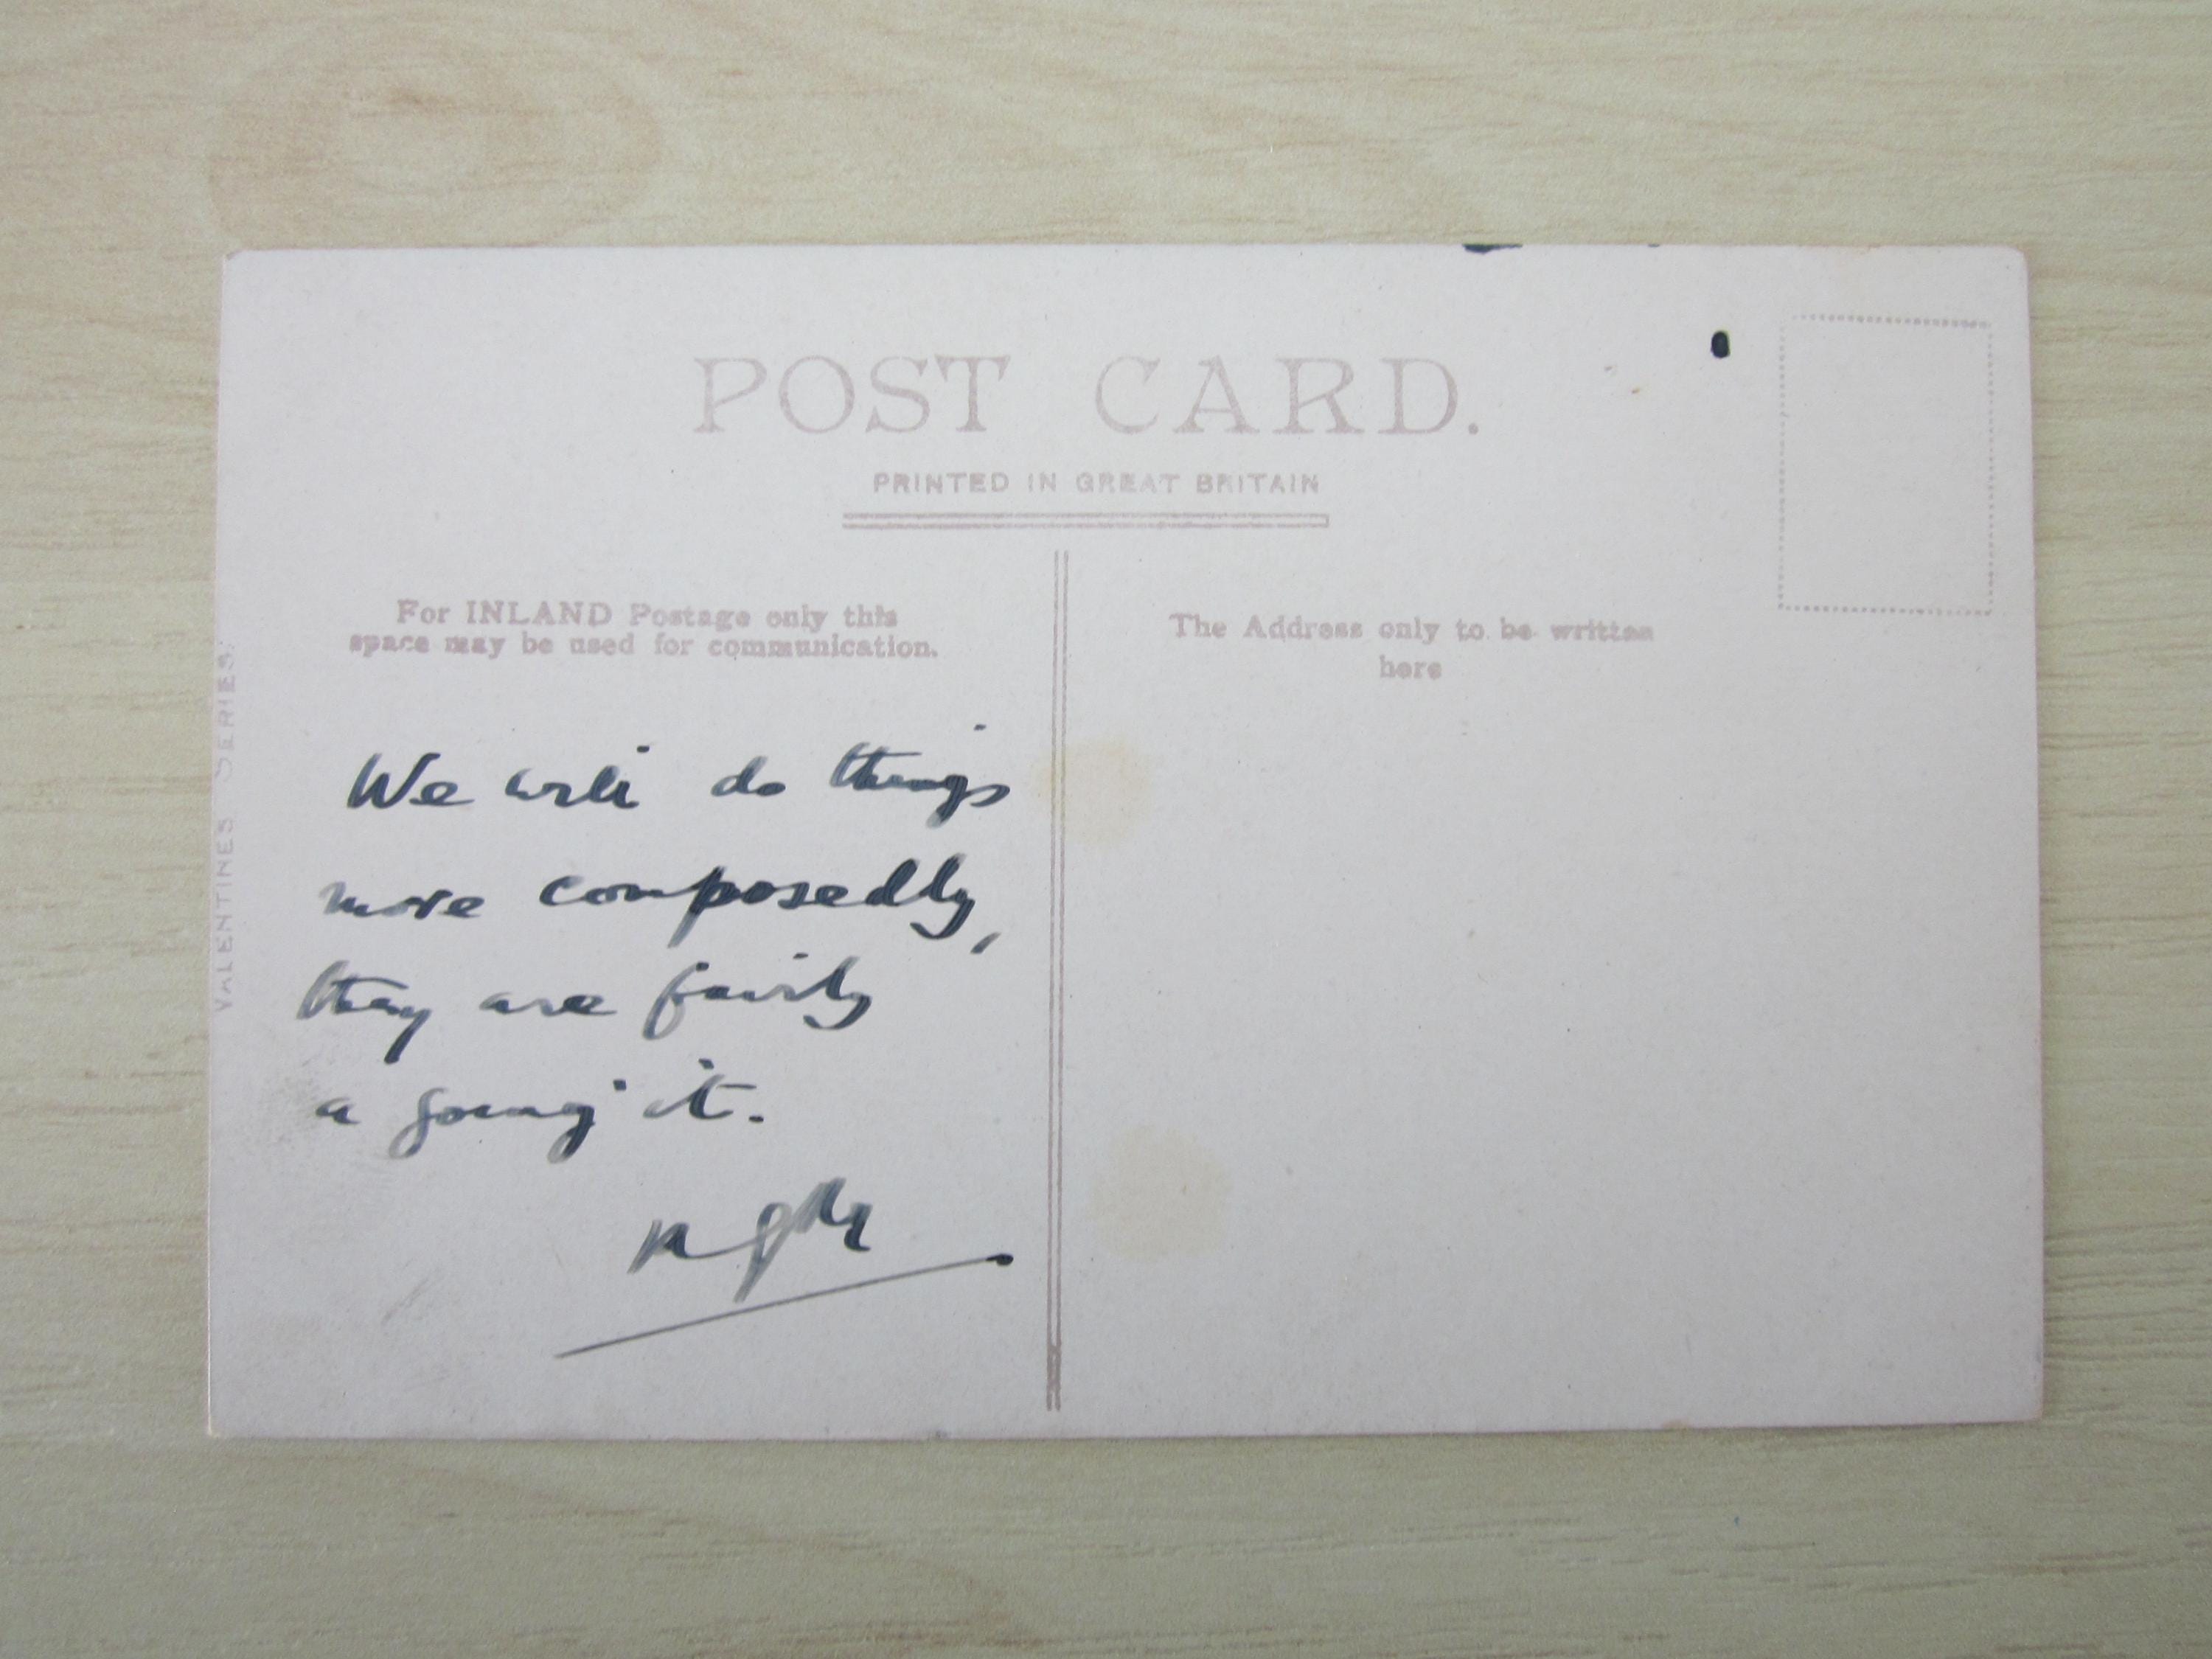 POST CARD.
PRINTED IN GREAT BRITAIN
VALENTINES SERIES
For INLAND Postage only this
space may be used for communication.
The Address only to be written
here
We will do things
more composedly,
they are fairly
a going it.